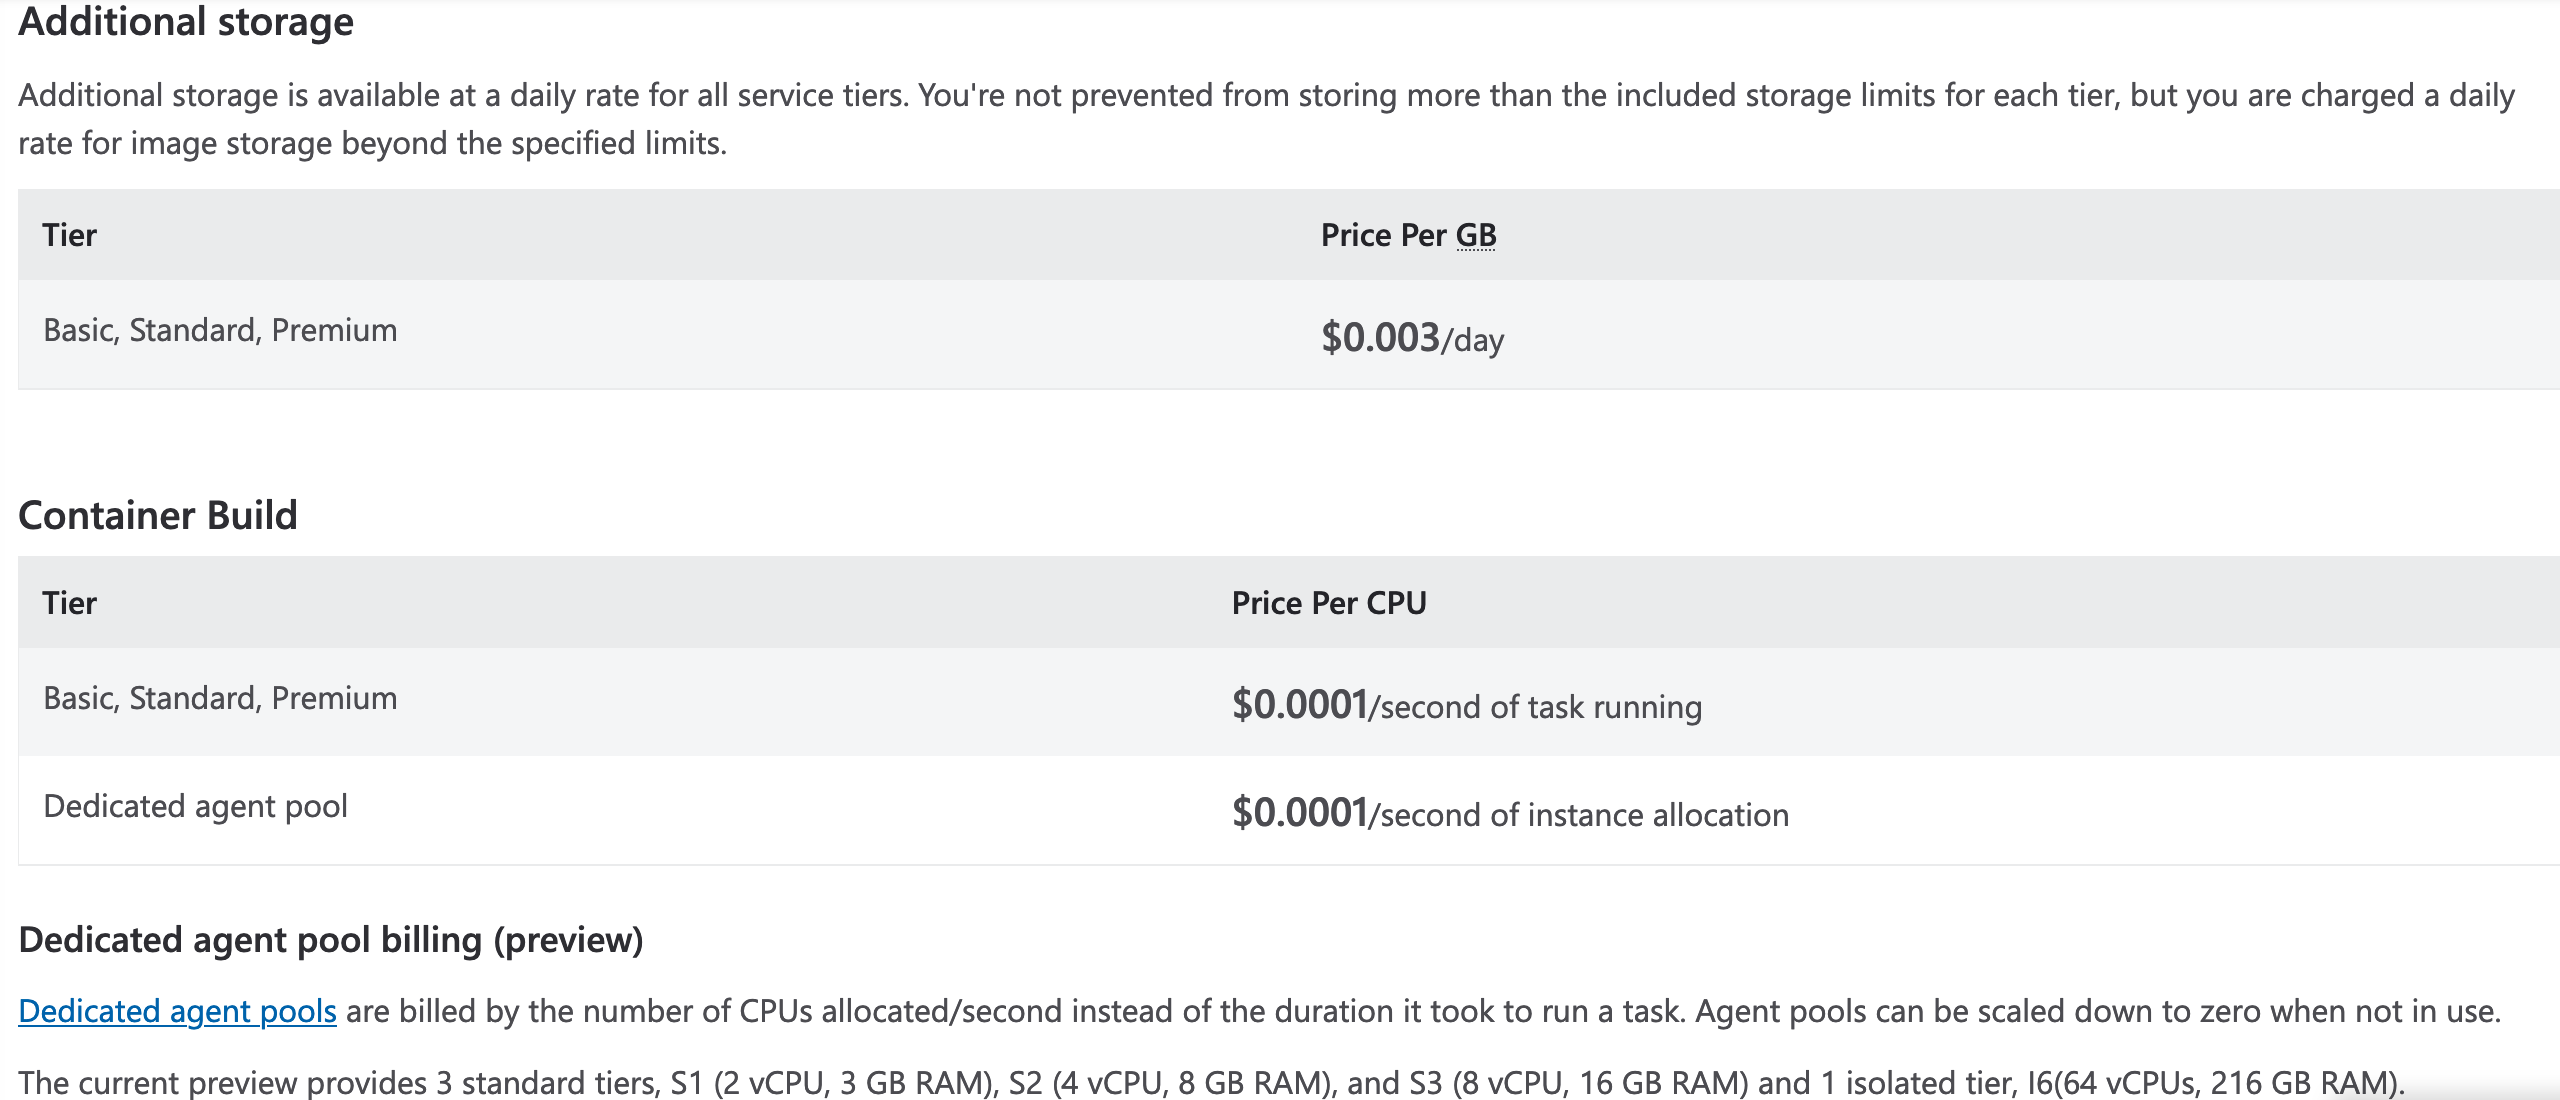 Additional storage
Additional storage is available at a daily rate for all service tiers. You're not prevented from storing more than the included storage limits for each tier, but you are charged a daily
rate for image storage beyond the specified limits.
Tier Price Per GB
Basic, Standard, Premium $0.003/day
Container Build
Tier Price Per CPU
Basic, Standard, Premium $0.0001/second of task running
Dedicated agent pool $0.0001/second of instance allocation
Dedicated agent pool billing (preview)
Dedicated agent pools are billed by the number of CPUs allocated/second instead of the duration it took to run a task. Agent pools can be scaled down to zero when not in use.
The current preview provides 3 standard tiers, S1 (2 vCPU, 3 GB RAM), S2 (4 vCPU, 8 GB RAM), and S3 (8 vCPU, 16 GB RAM) and 1 isolated tier, I6(64 vCPUs, 216 GB RAM).